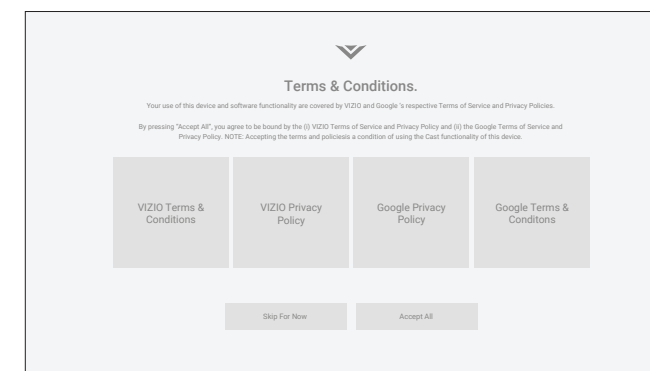 Terms & Conditions.
Your use of this device and software functionality are covered by VIZIO and Google 's respective Terms of Service and Privacy Policies.
By pressing "Accept All", you agree to be bound by the (i) VIZIO Terms of Service and Privacy Policy and (ii) the Google Terms of Service and
Privacy Policy. NOTE: Accepting the terms and policiesis a condition of using the Cast functionality of this device.
VIZIO Terms &
Conditions
VIZIO Privacy
Policy
Google Privacy
Policy
Google Terms &
Conditons
Skip For Now
Accept All